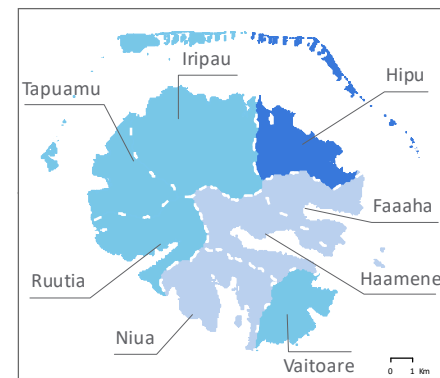 Iripau
Tapuamu
Hipu
Faaaha
Ruutia
Haamene
Niua
Vaitoare
0 1 Km